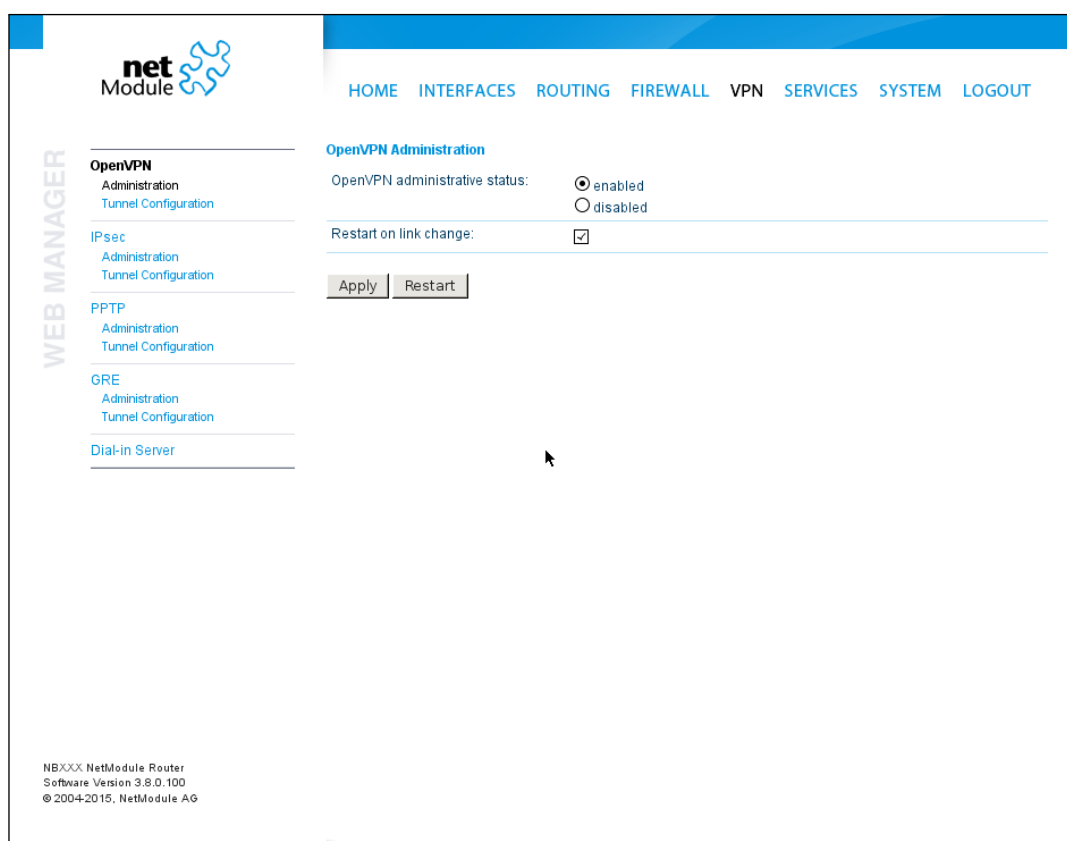 net
Module
HOME INTERFACES ROUTING FIREWALL VPN SERVICES SYSTEM LOGOUT
WEB MANAGER
OpenVPN
Administration
Tunnel Configuration
IPsec
Administration
Tunnel Configuration
PPTP
Administration
Tunnel Configuration
GRE
Administration
Tunnel Configuration
Dial-in Server
OpenVPN Administration
OpenVPN administrative status:
enabled
disabled
Restart on link change:
Apply Restart
NBXXX NetModule Router
Software Version 3.8.0.100
© 2004-2015, NetModule AG